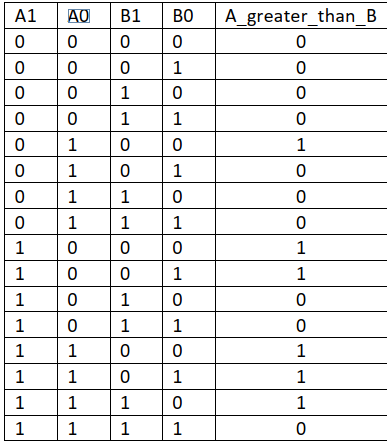 A1 A0 B1 B0 A_greater_than_B
0 0 0 0 0
0 0 0 1 0
0 0 1 0 0
0 0 1 1 0
0 1 0 0 1
0 1 0 1 0
0 1 1 0 0
0 1 1 1 0
1 0 0 0 1
1 0 0 1 1
1 0 1 0 0
1 0 1 1 0
1 1 0 0 1
1 1 0 1 1
1 1 1 0 1
1 1 1 1 0